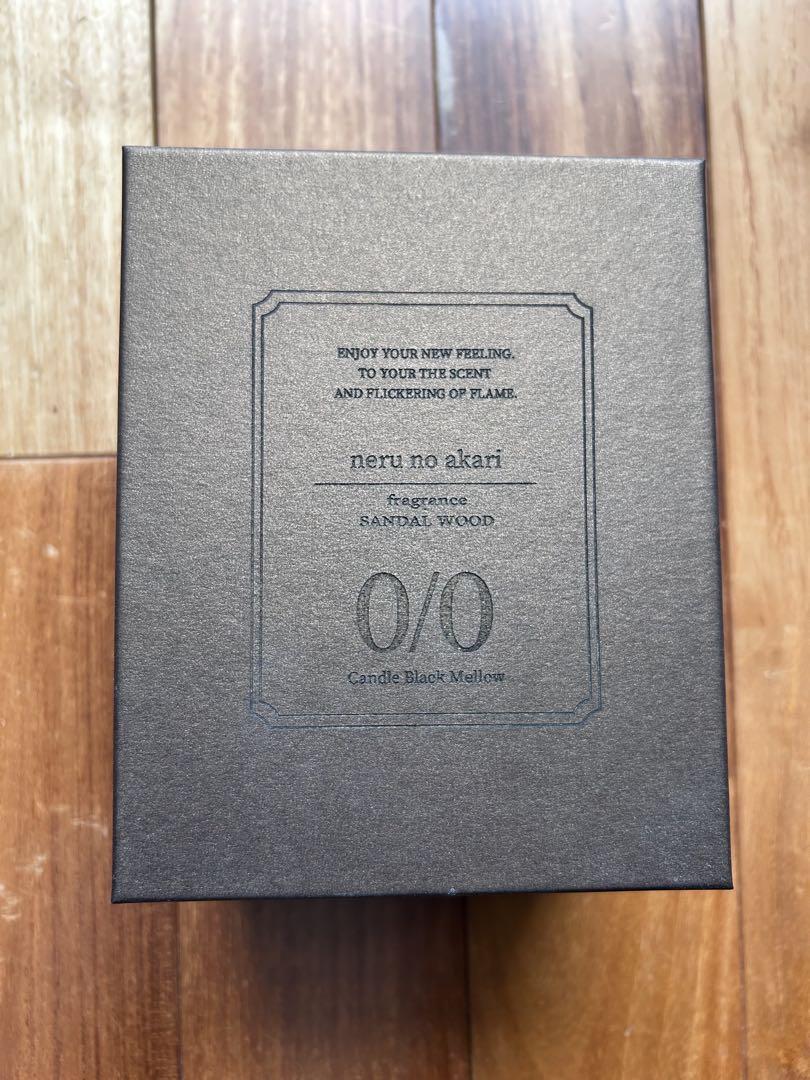 ENJOY YOUR NEW FEELING.
TO YOUR THE SCENT
AND FLICKERING OF FLAME.
neru no akari
fragrance
SANDAL WOOD
0/0
Candle Black Mellow